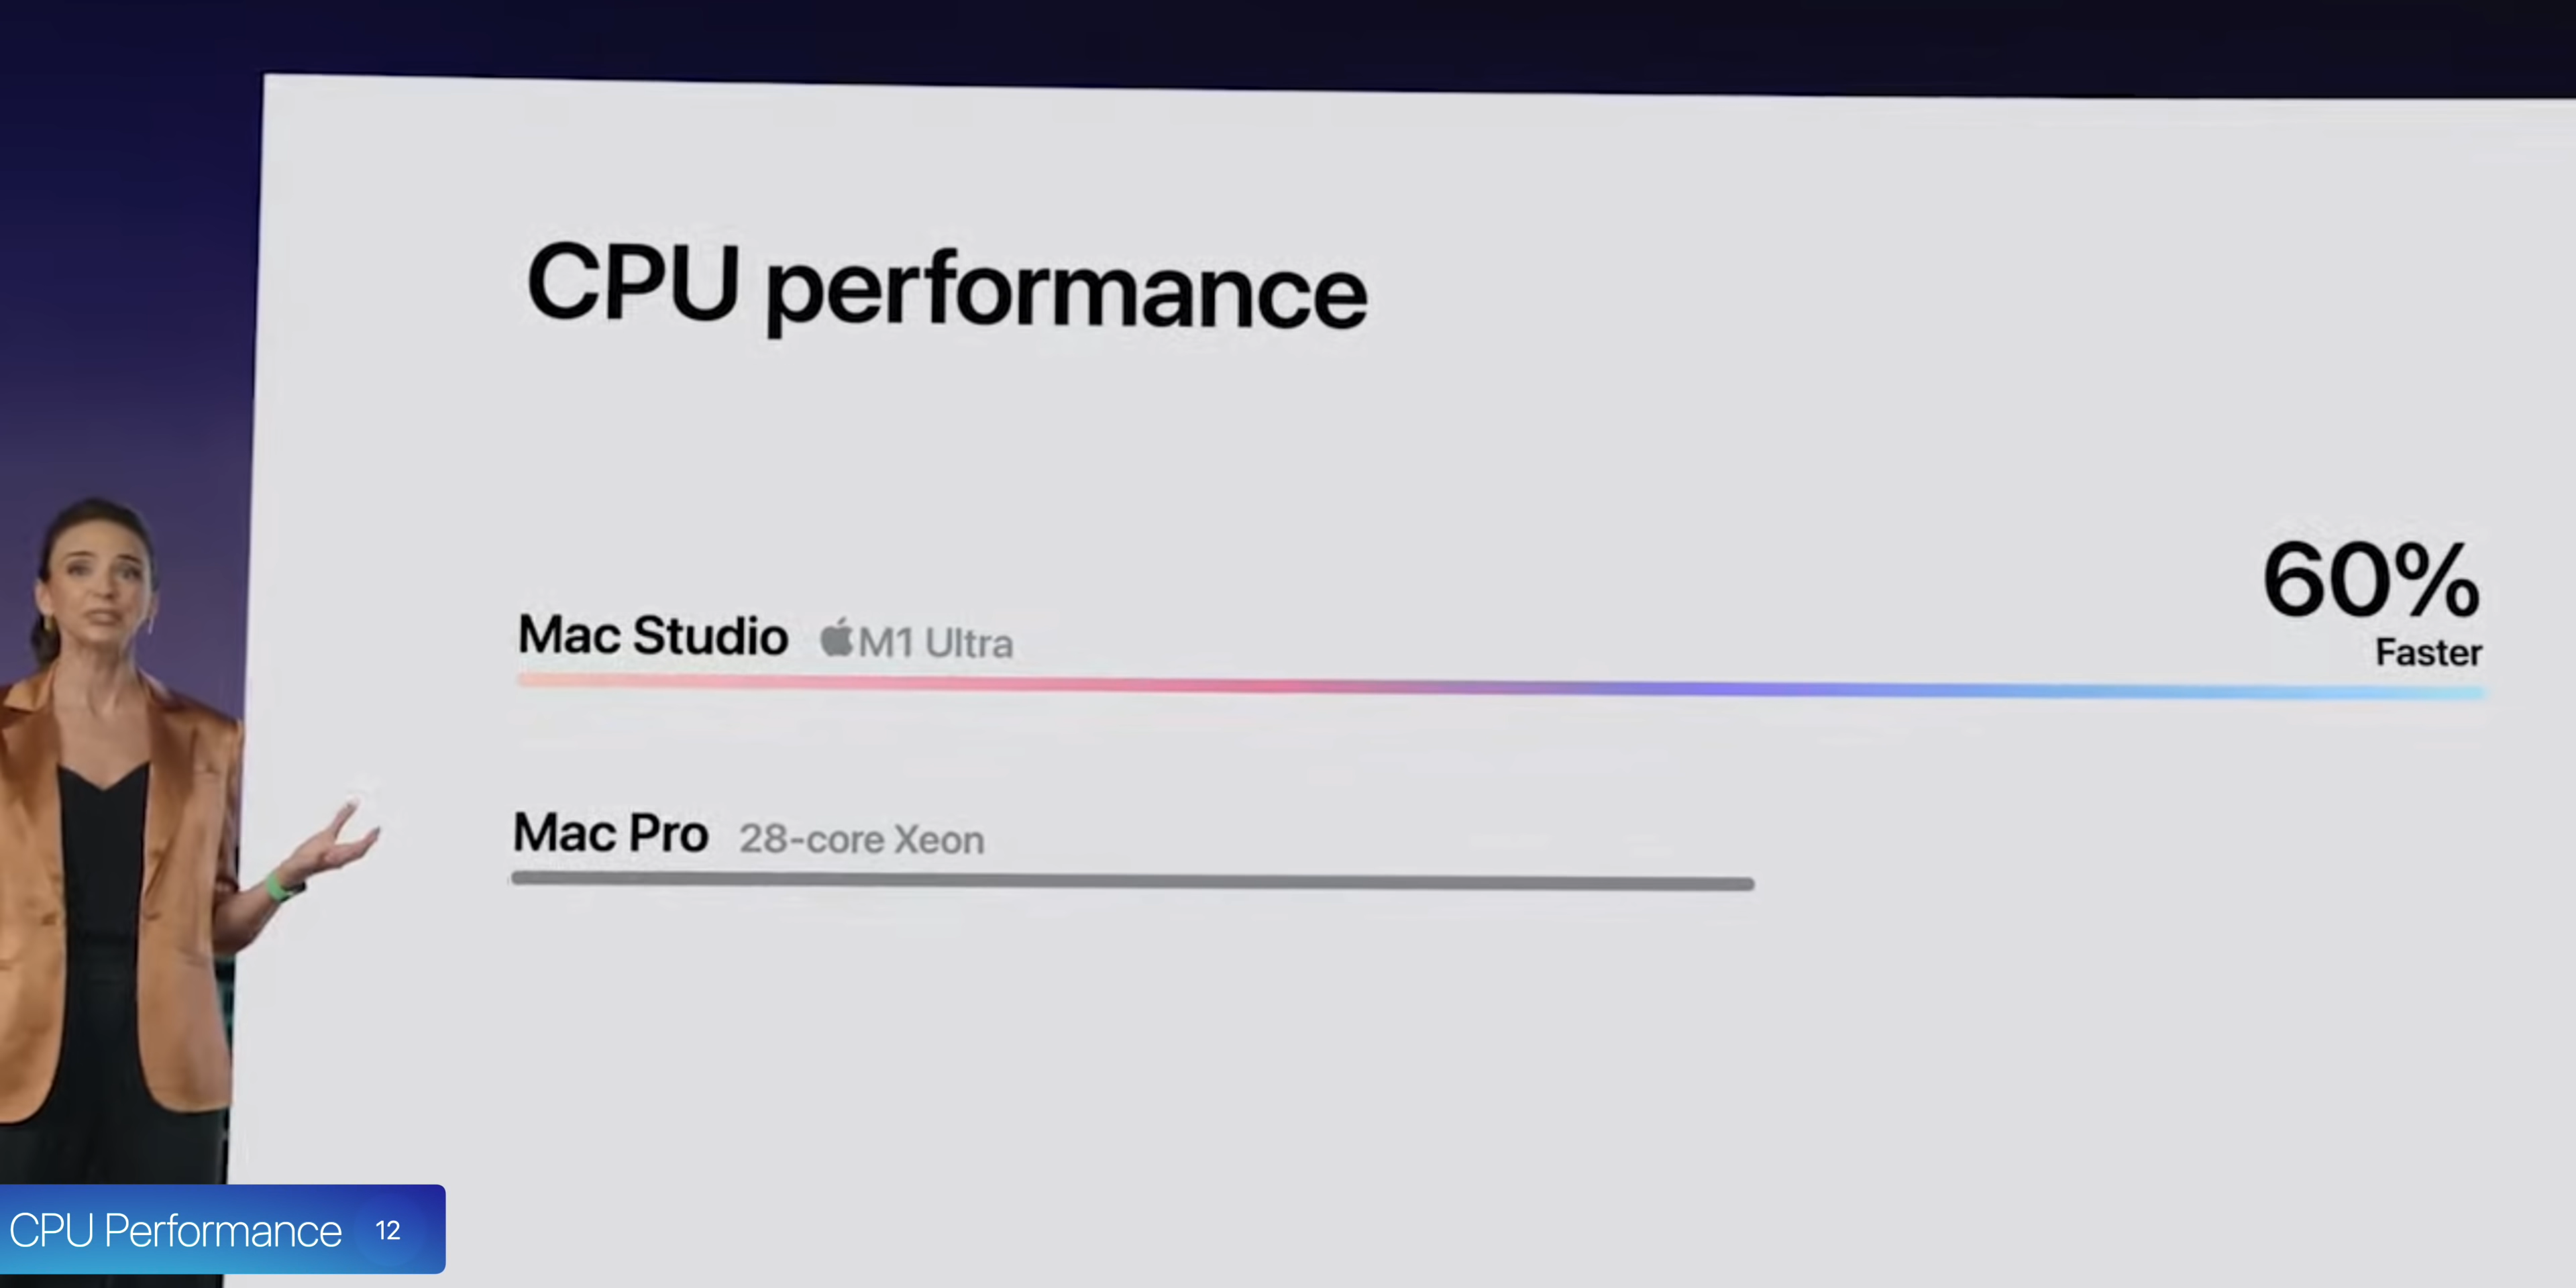 CPU performance
60%
Faster
Mac Studio M1 Ultra
Mac Pro 28-core Xeon
CPU Performance 12